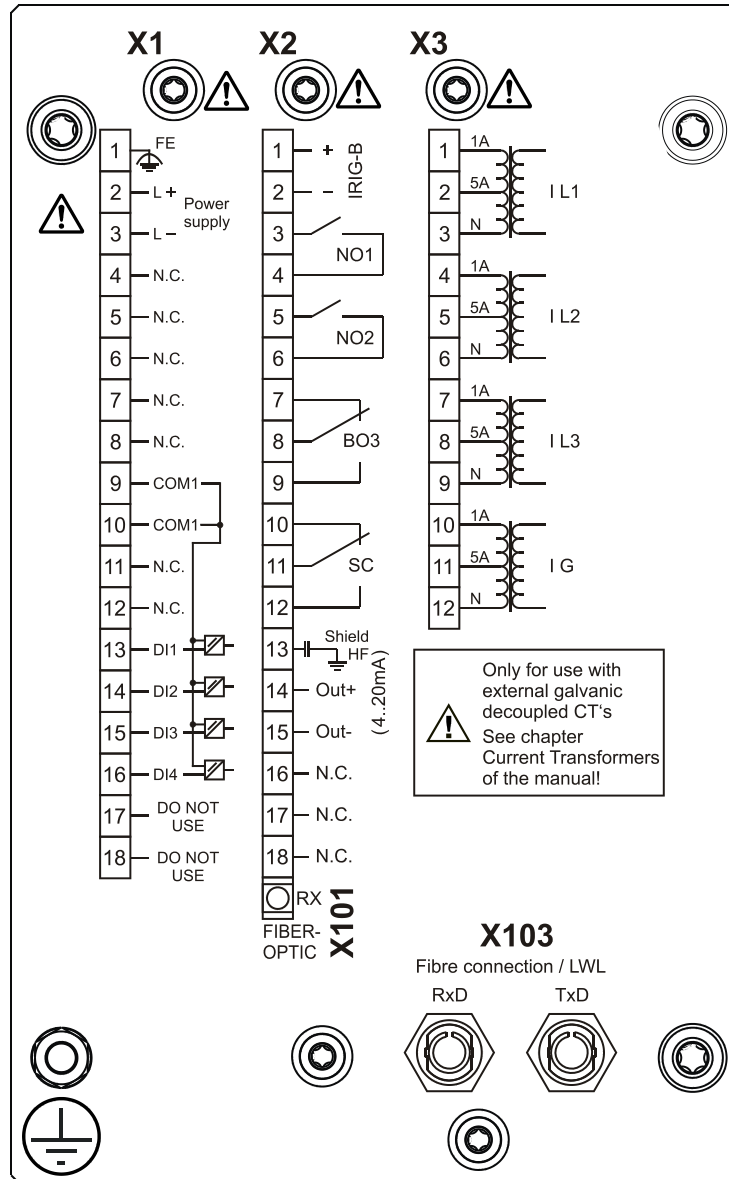 X1
X2
X3
1 FE
2 L+ Power
supply
3 L−
4 N.C.
5 N.C.
6 N.C.
7 N.C.
8 N.C.
9 COM1
10 COM1
11 N.C.
12 N.C.
13 DI1
14 DI2
15 DI3
16 DI4
17 DO NOT
USE
18 DO NOT
USE
1 +
2 −
IRIG-B
3
NO1
4
5
NO2
6
7
8 BO3
9
10
11 SC
12
13 Shield
HF
14 Out+
15 Out-
(4..20mA)
16 N.C.
17 N.C.
18 N.C.
RX
FIBER-
OPTIC
X101
1 1A
2 5A I L1
3 N
4 1A
5 5A I L2
6 N
7 1A
8 5A I L3
9 N
10 1A
11 5A I G
12 N
Only for use with
external galvanic
decoupled CT's
See chapter
Current Transformers
of the manual!
X103
Fibre connection / LWL
RxD TxD